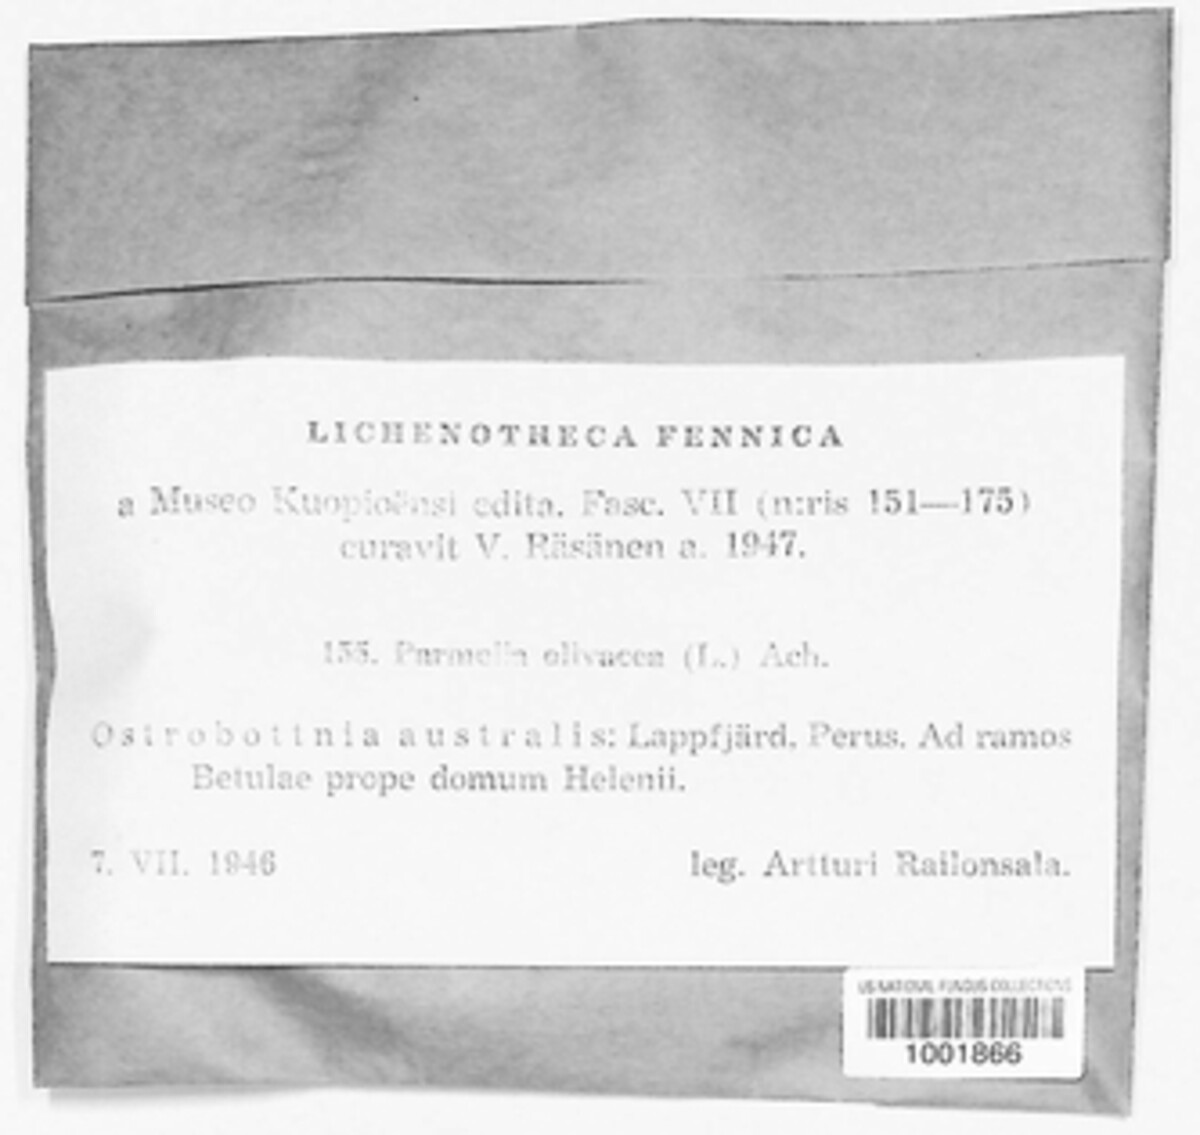 LICHENOTHECA FENNICA
a Museo Kuopioënsi edita. Fasc. VII (n:ris 151—175)
curavit V. Räsänen a. 1947.
Parmelia olivacea (L.) Ach.
Ostrobottnia australis: Lappfjärd, Perus. Ad ramos
Betulae prope domum Helenii.
7. VII. 1946
leg. Artturi Railonsala.
US NATIONAL FUNGUS COLLECTIONS
1001866